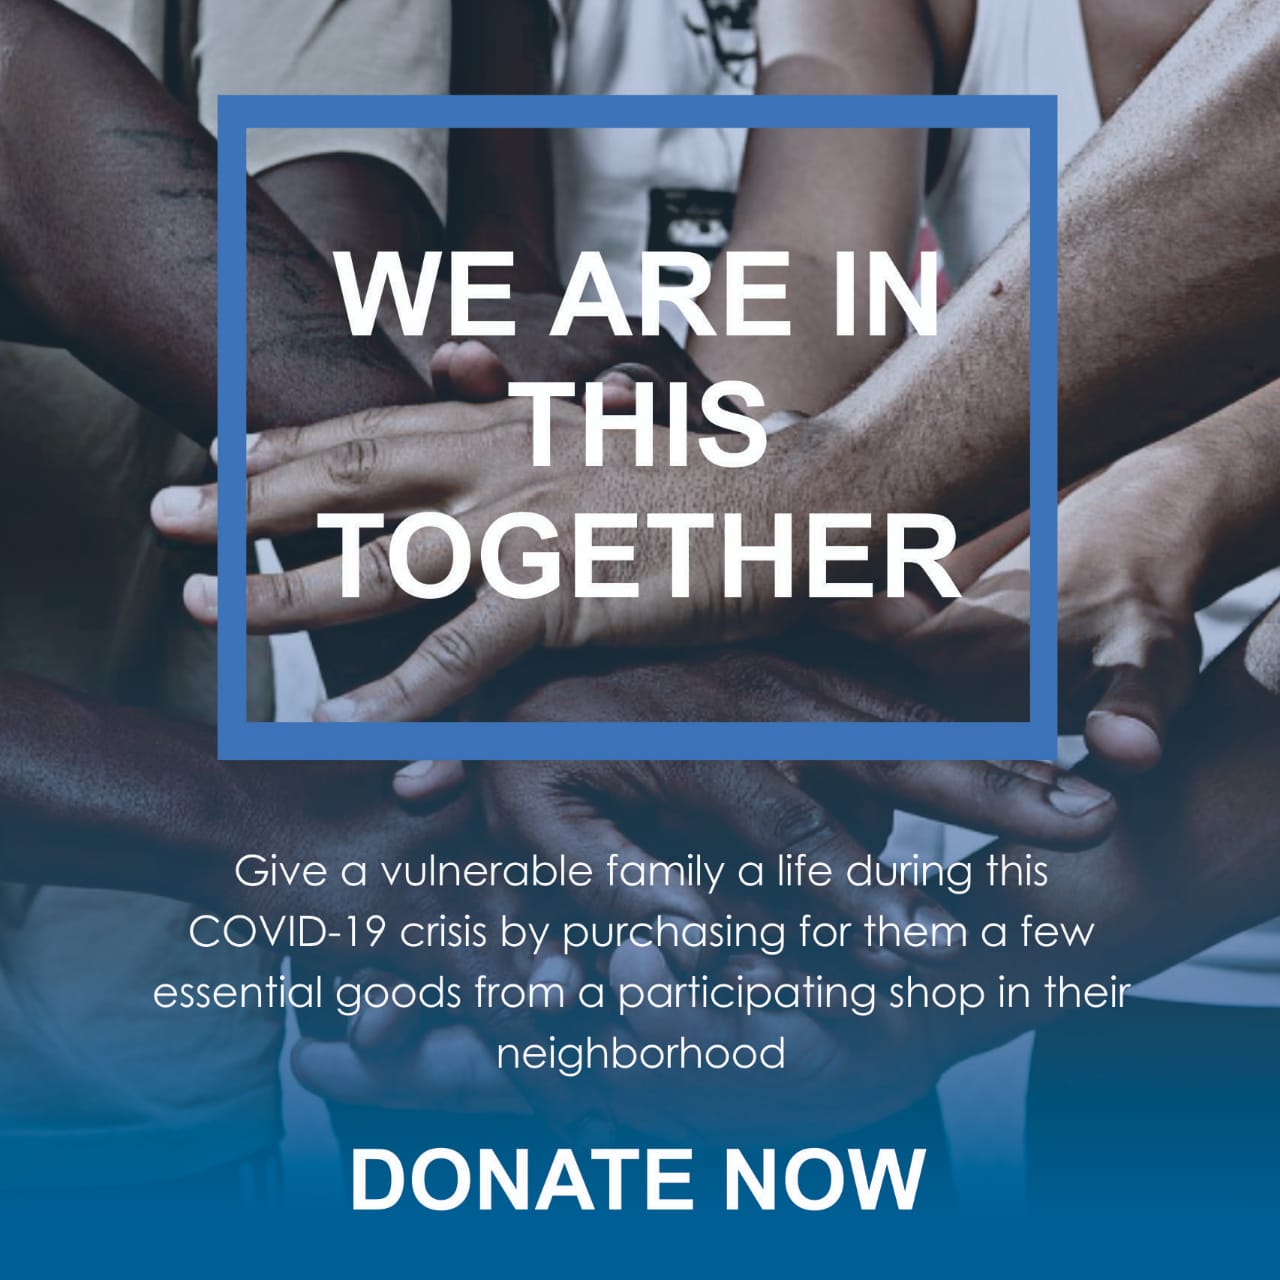 WE ARE IN
THIS
TOGETHER
Give a vulnerable family a life during this
COVID-19 crisis by purchasing for them a few
essential goods from a participating shop in their
neighborhood
DONATE NOW